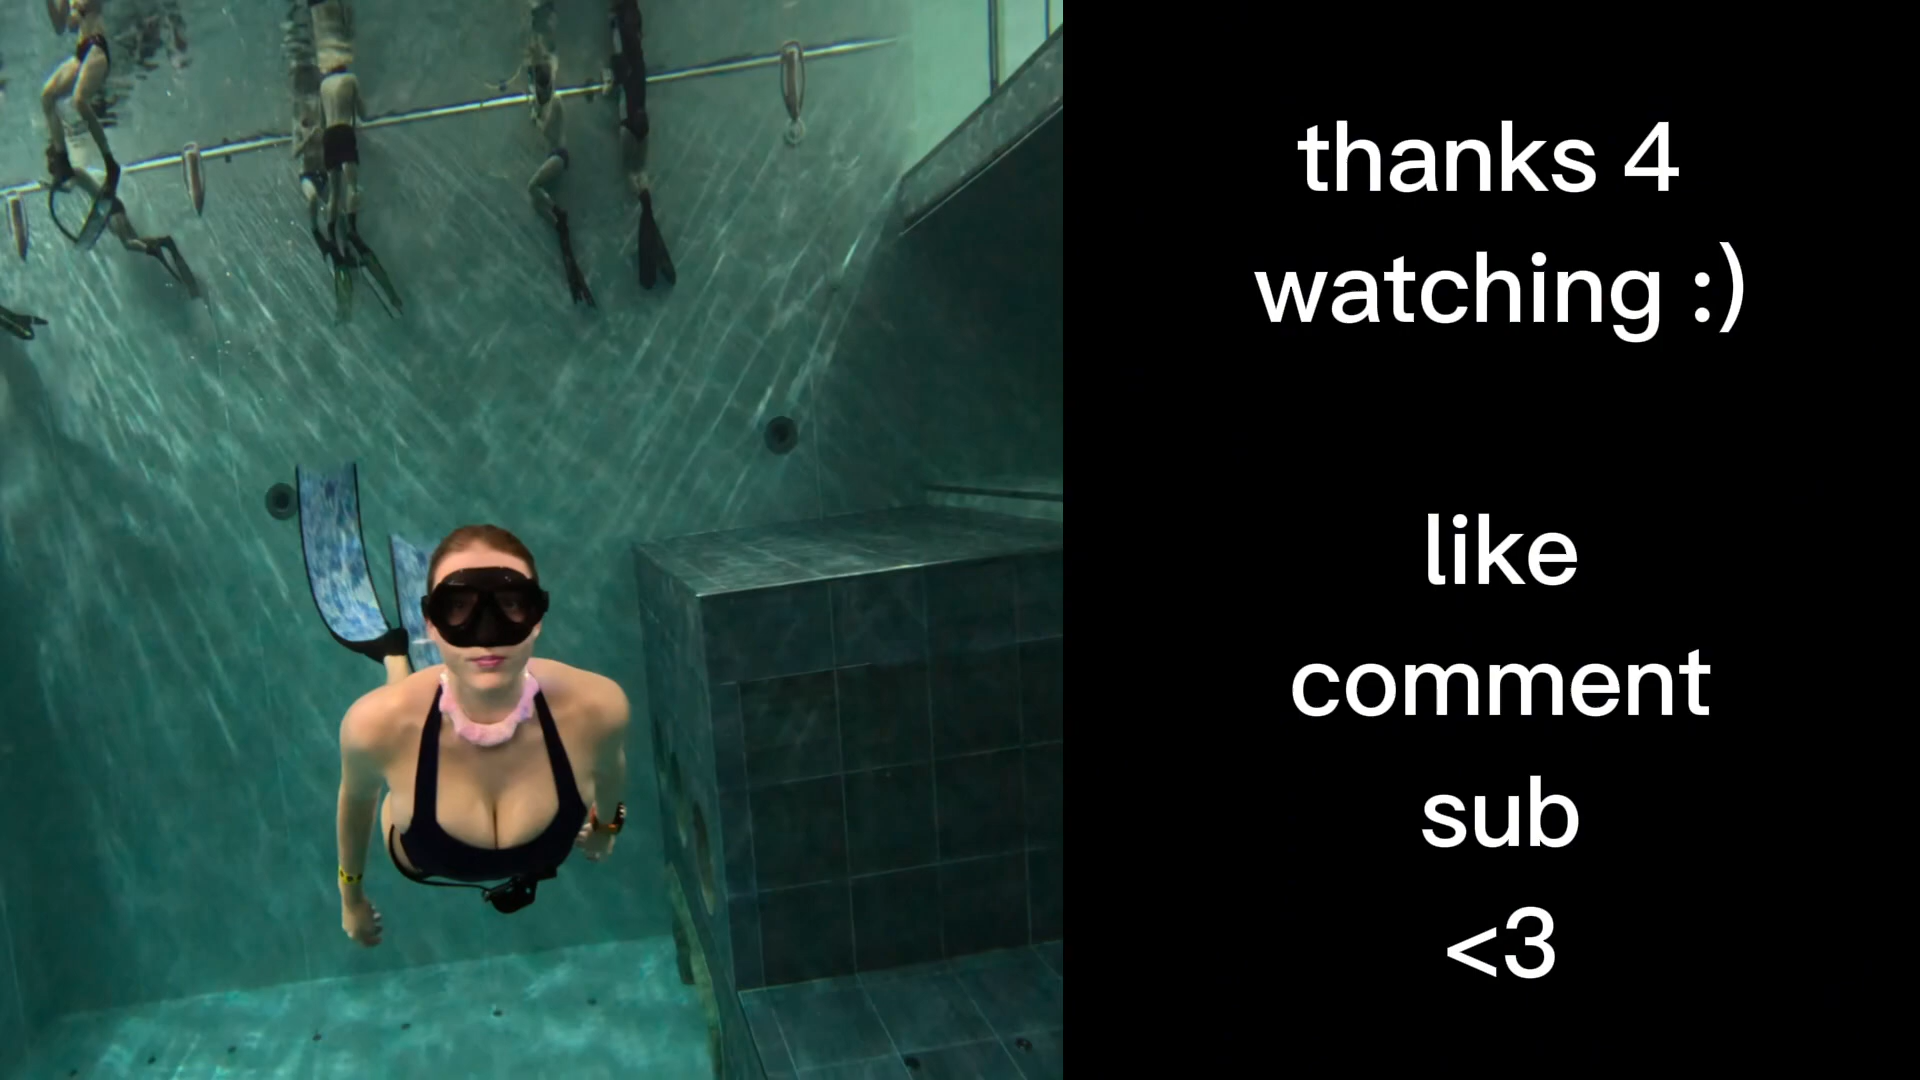 thanks 4
watching :)
like
comment
sub
<3